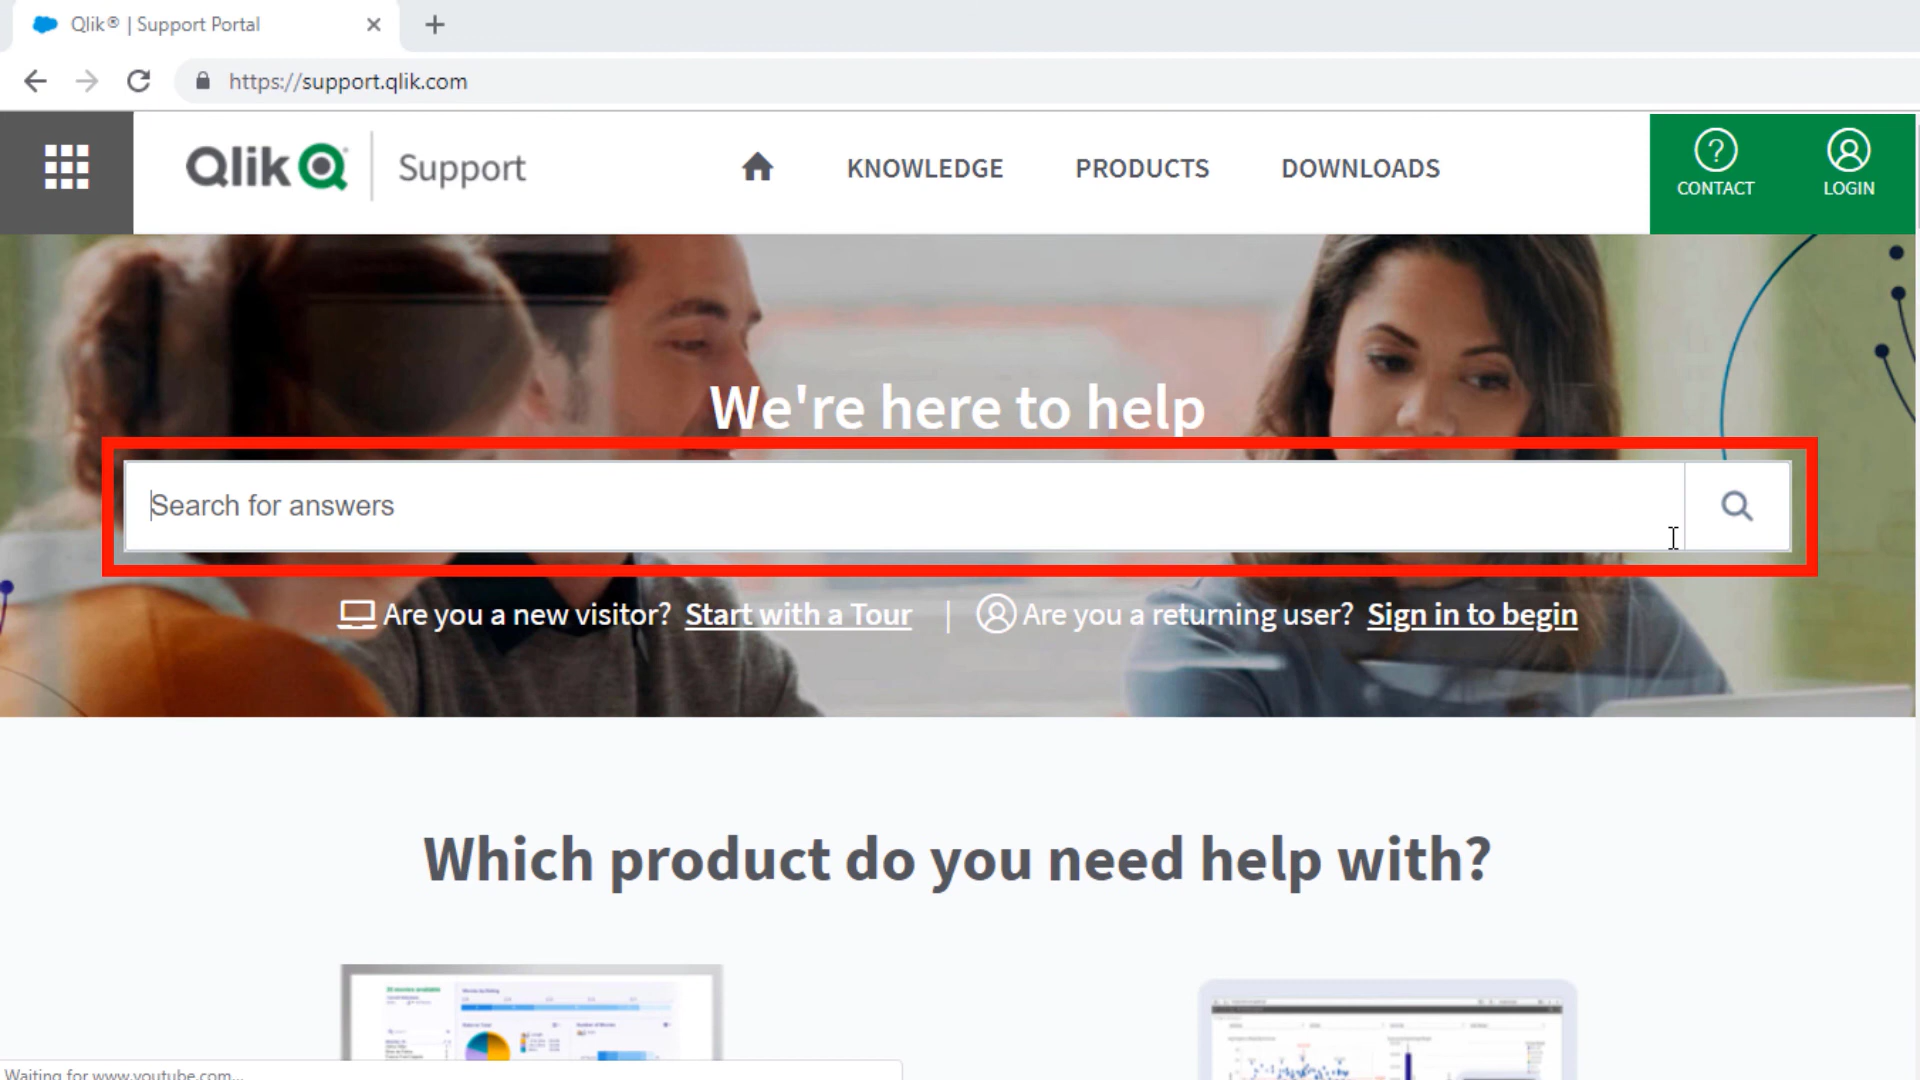 Qlik® | Support Portal
https://support.qlik.com
Qlik Support
KNOWLEDGE
PRODUCTS
DOWNLOADS
CONTACT
LOGIN
We're here to help
Search for answers
Are you a new visitor? Start with a Tour | Are you a returning user? Sign in to begin
Which product do you need help with?
Waiting for www.youtube.com...